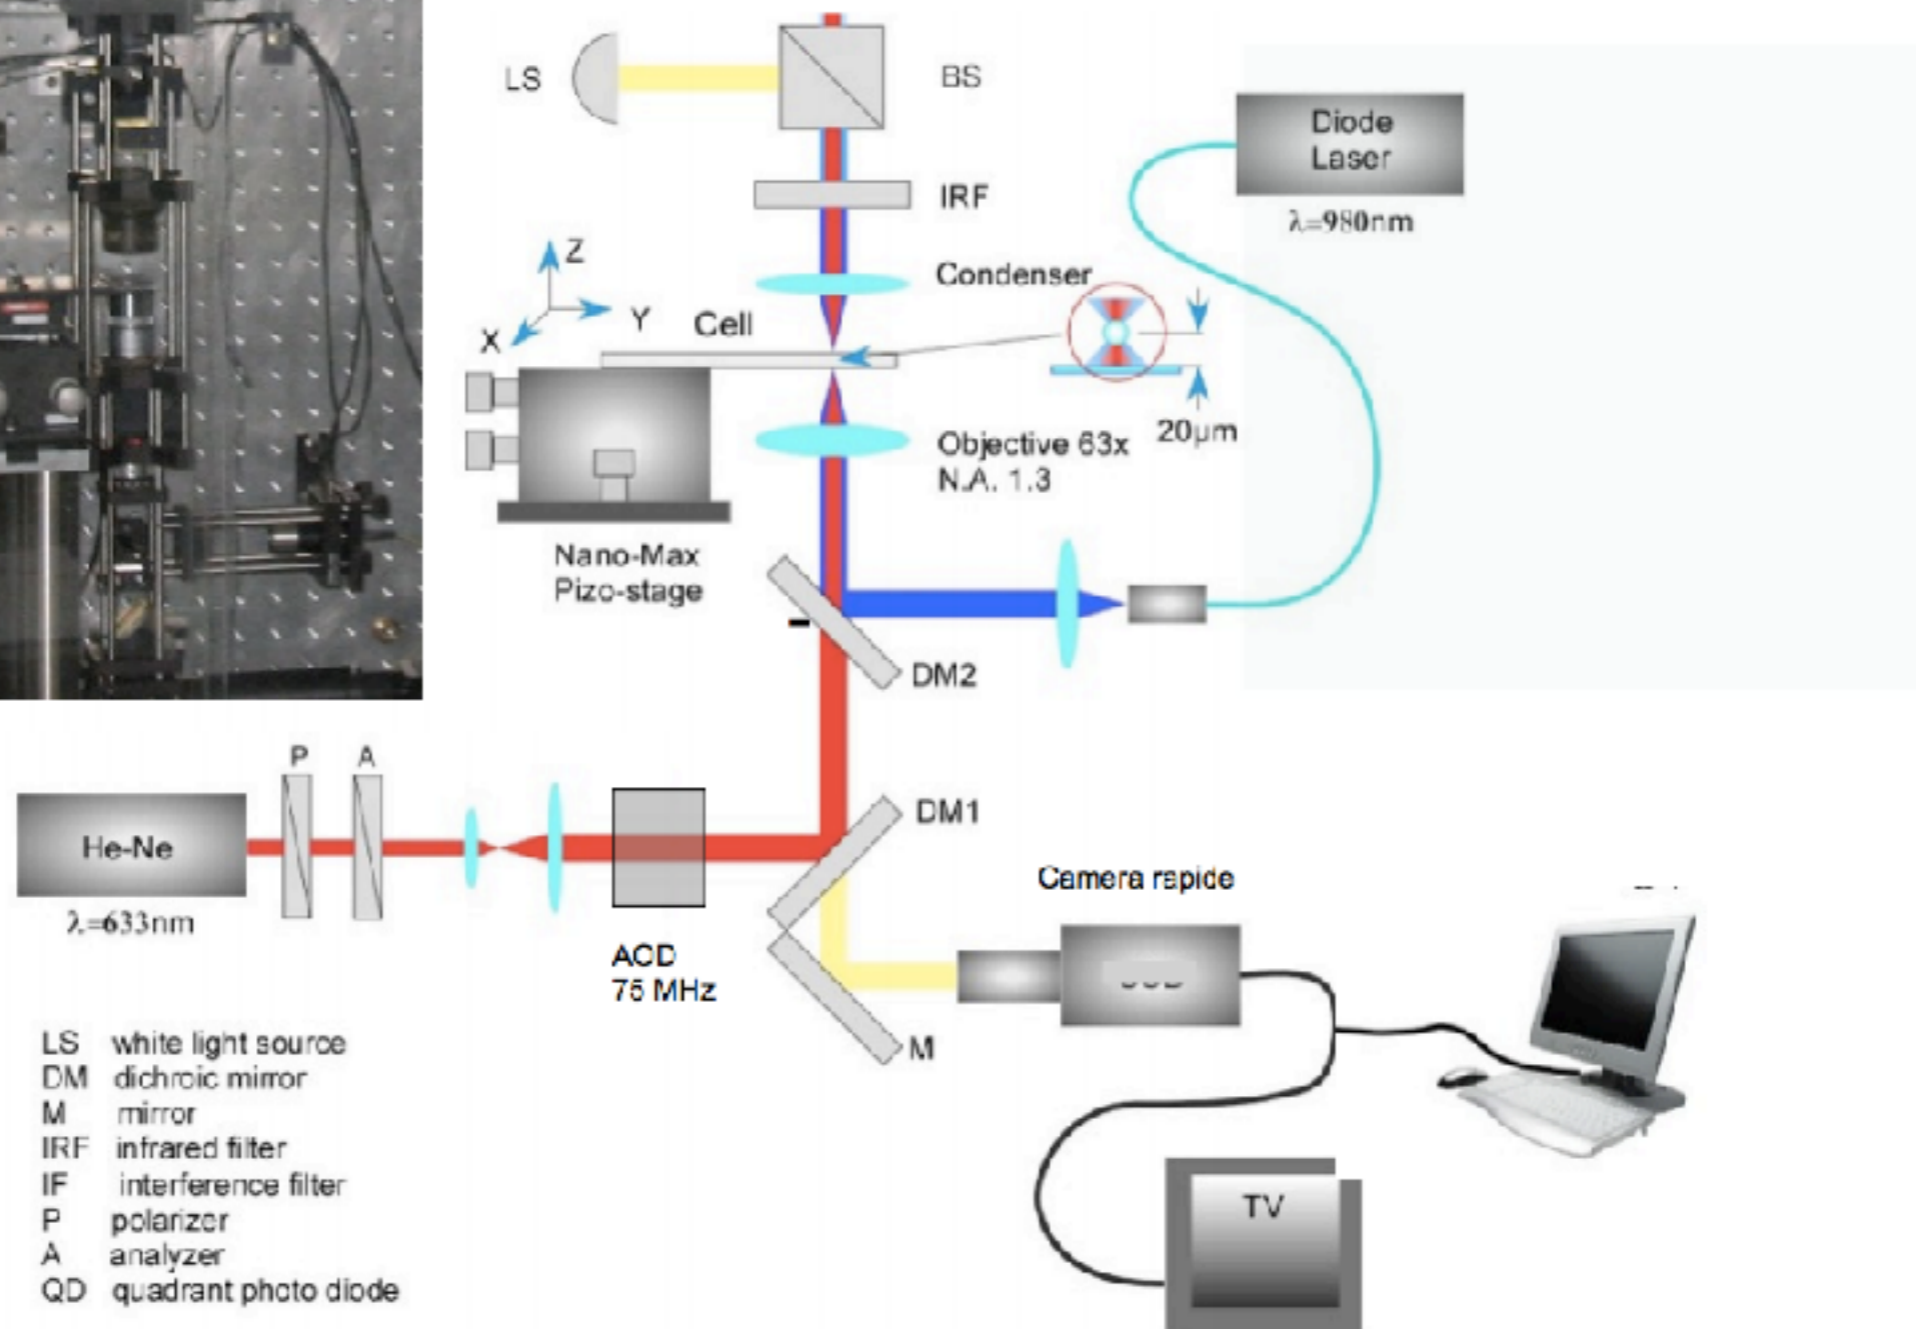 LS
BS
Diode
Laser
λ=980nm
IRF
Z
Condenser
Y
X
Cell
20μm
Objective 63x
N.A. 1.3
Nano-Max
Pizo-stage
DM2
P
A
DM1
He-Ne
Camera rapide
λ=633nm
AOD
75 MHz
M
LS white light source
DM dichroic mirror
M mirror
IRF infrared filter
IF interference filter
P polarizer
A analyzer
QD quadrant photo diode
TV